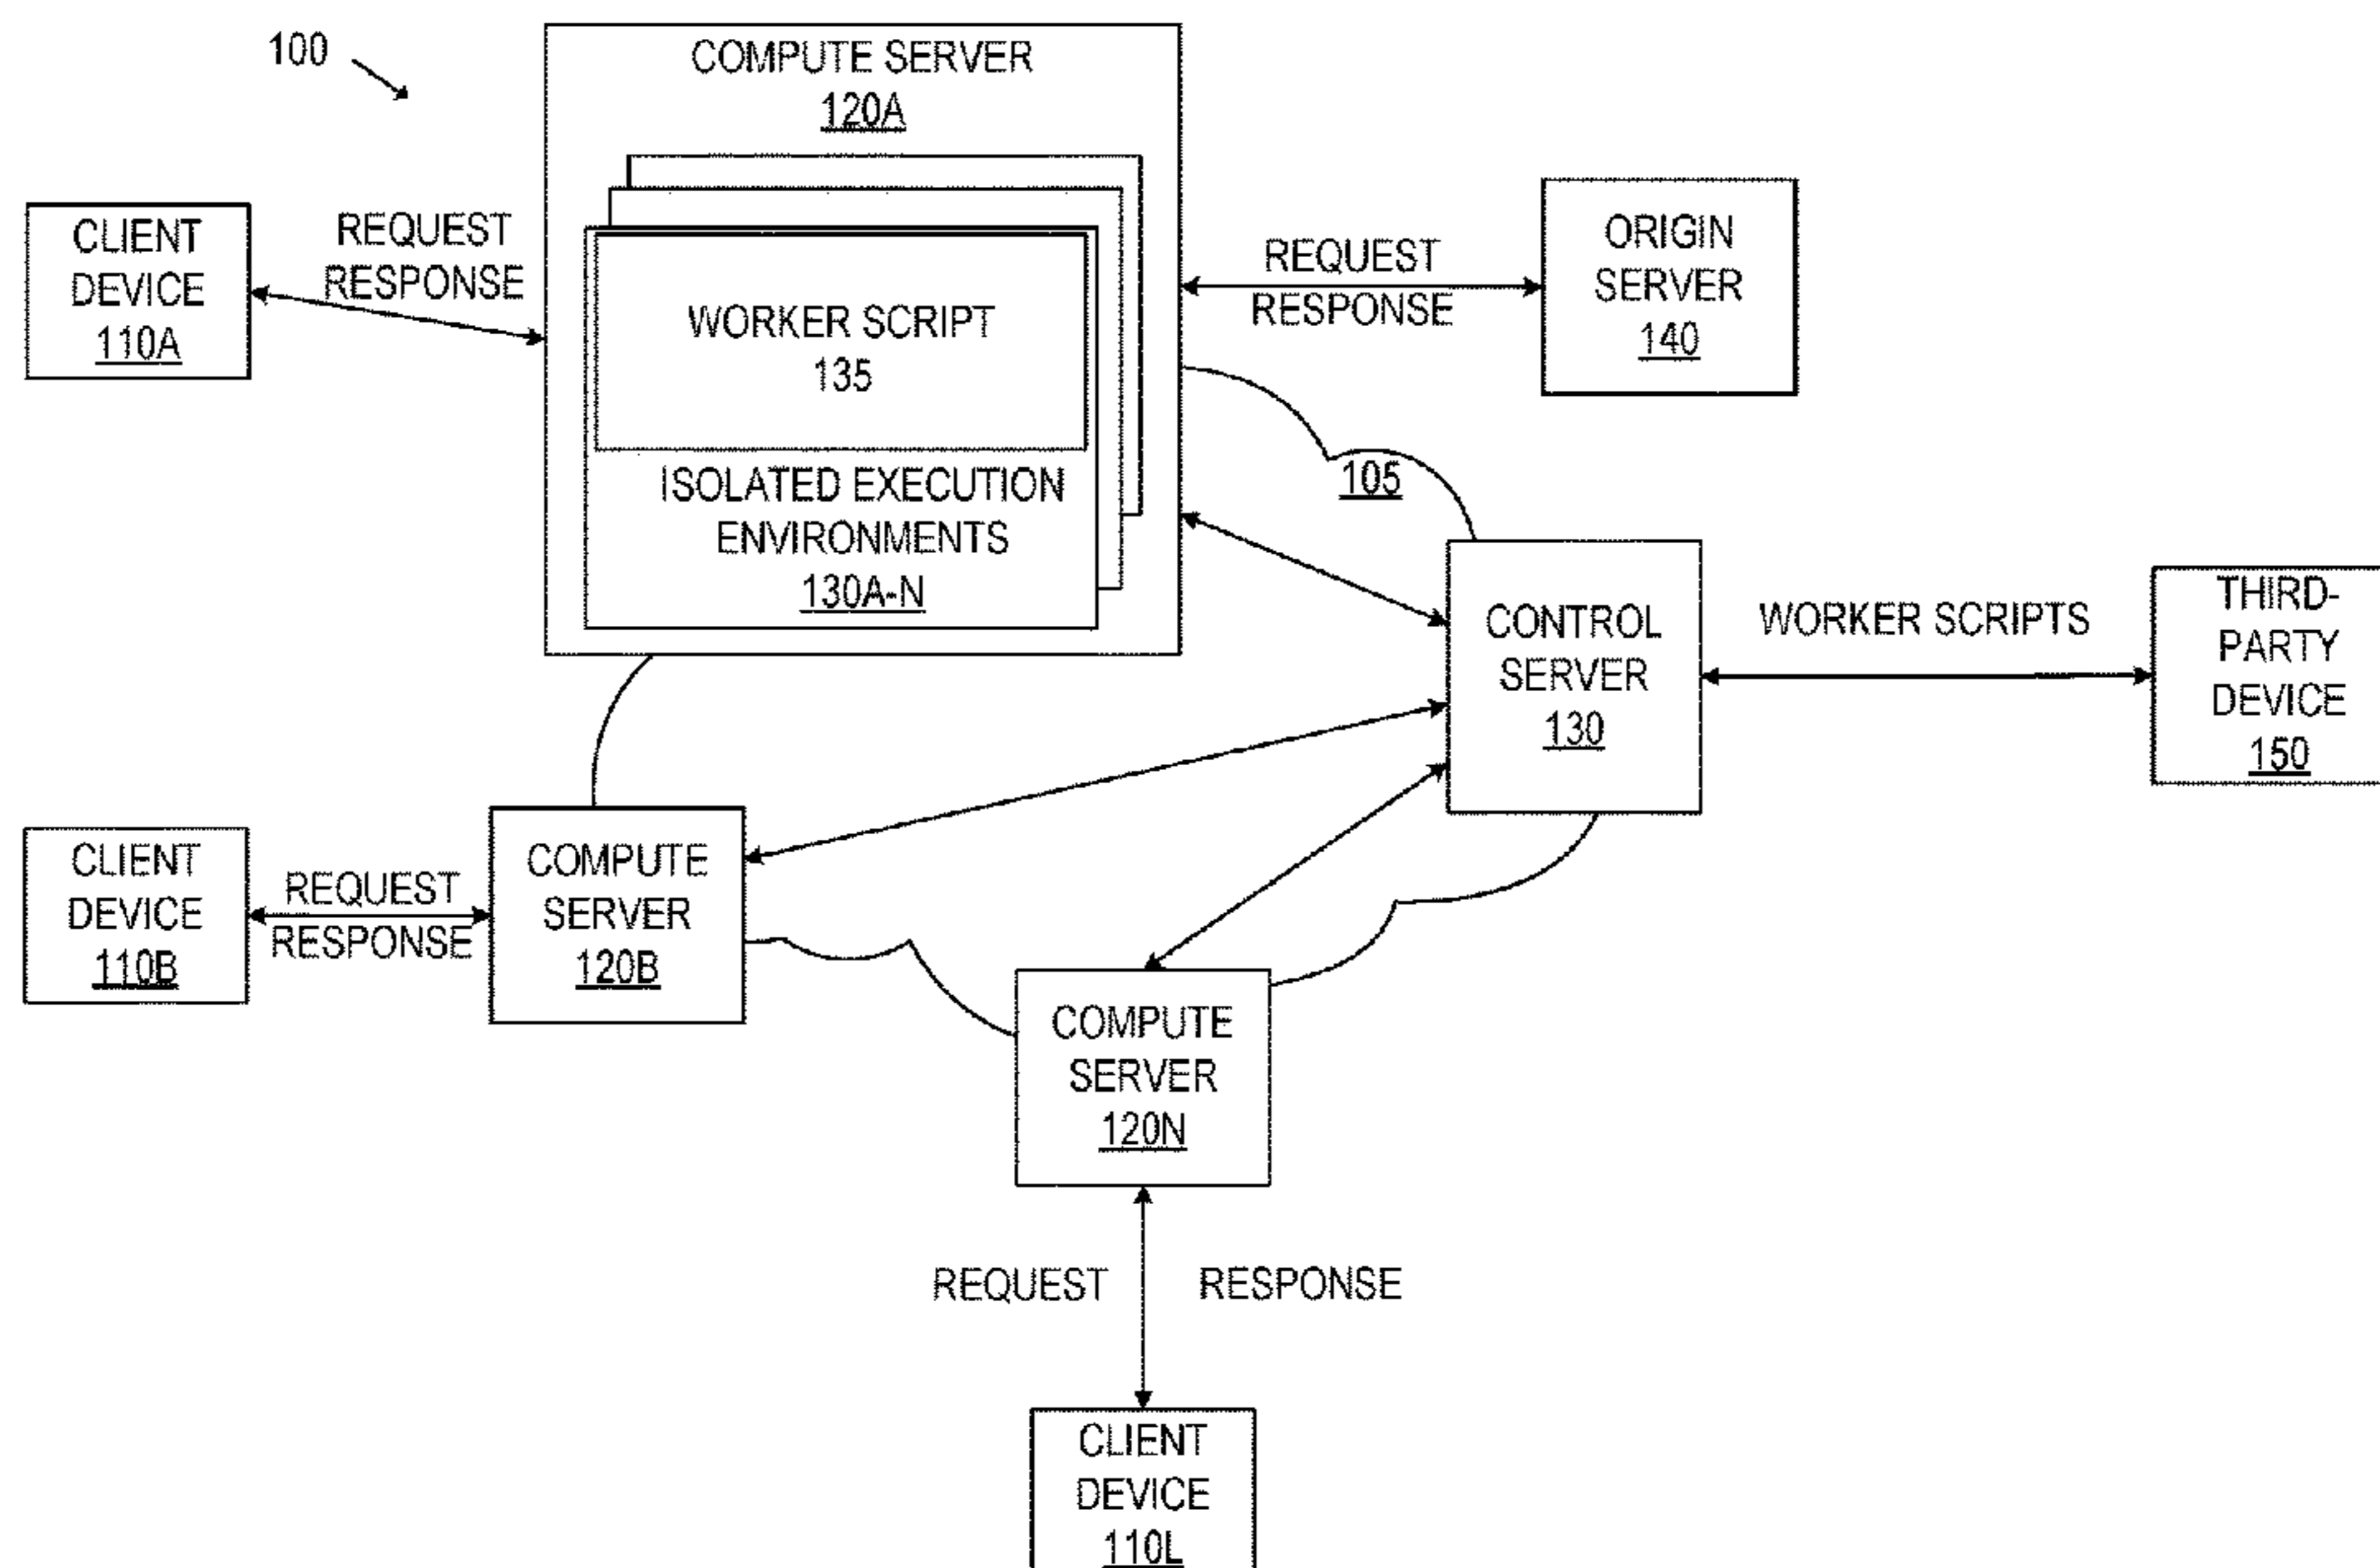 100
COMPUTE SERVER
120A
CLIENT
DEVICE
110A
REQUEST
RESPONSE
WORKER SCRIPT
135
ISOLATED EXECUTION
ENVIRONMENTS
130A-N
REQUEST
RESPONSE
ORIGIN
SERVER
140
105
CONTROL
SERVER
130
WORKER SCRIPTS
THIRD-
PARTY
DEVICE
150
CLIENT
DEVICE
110B
REQUEST
RESPONSE
COMPUTE
SERVER
120B
COMPUTE
SERVER
120N
REQUEST
RESPONSE
CLIENT
DEVICE
110L